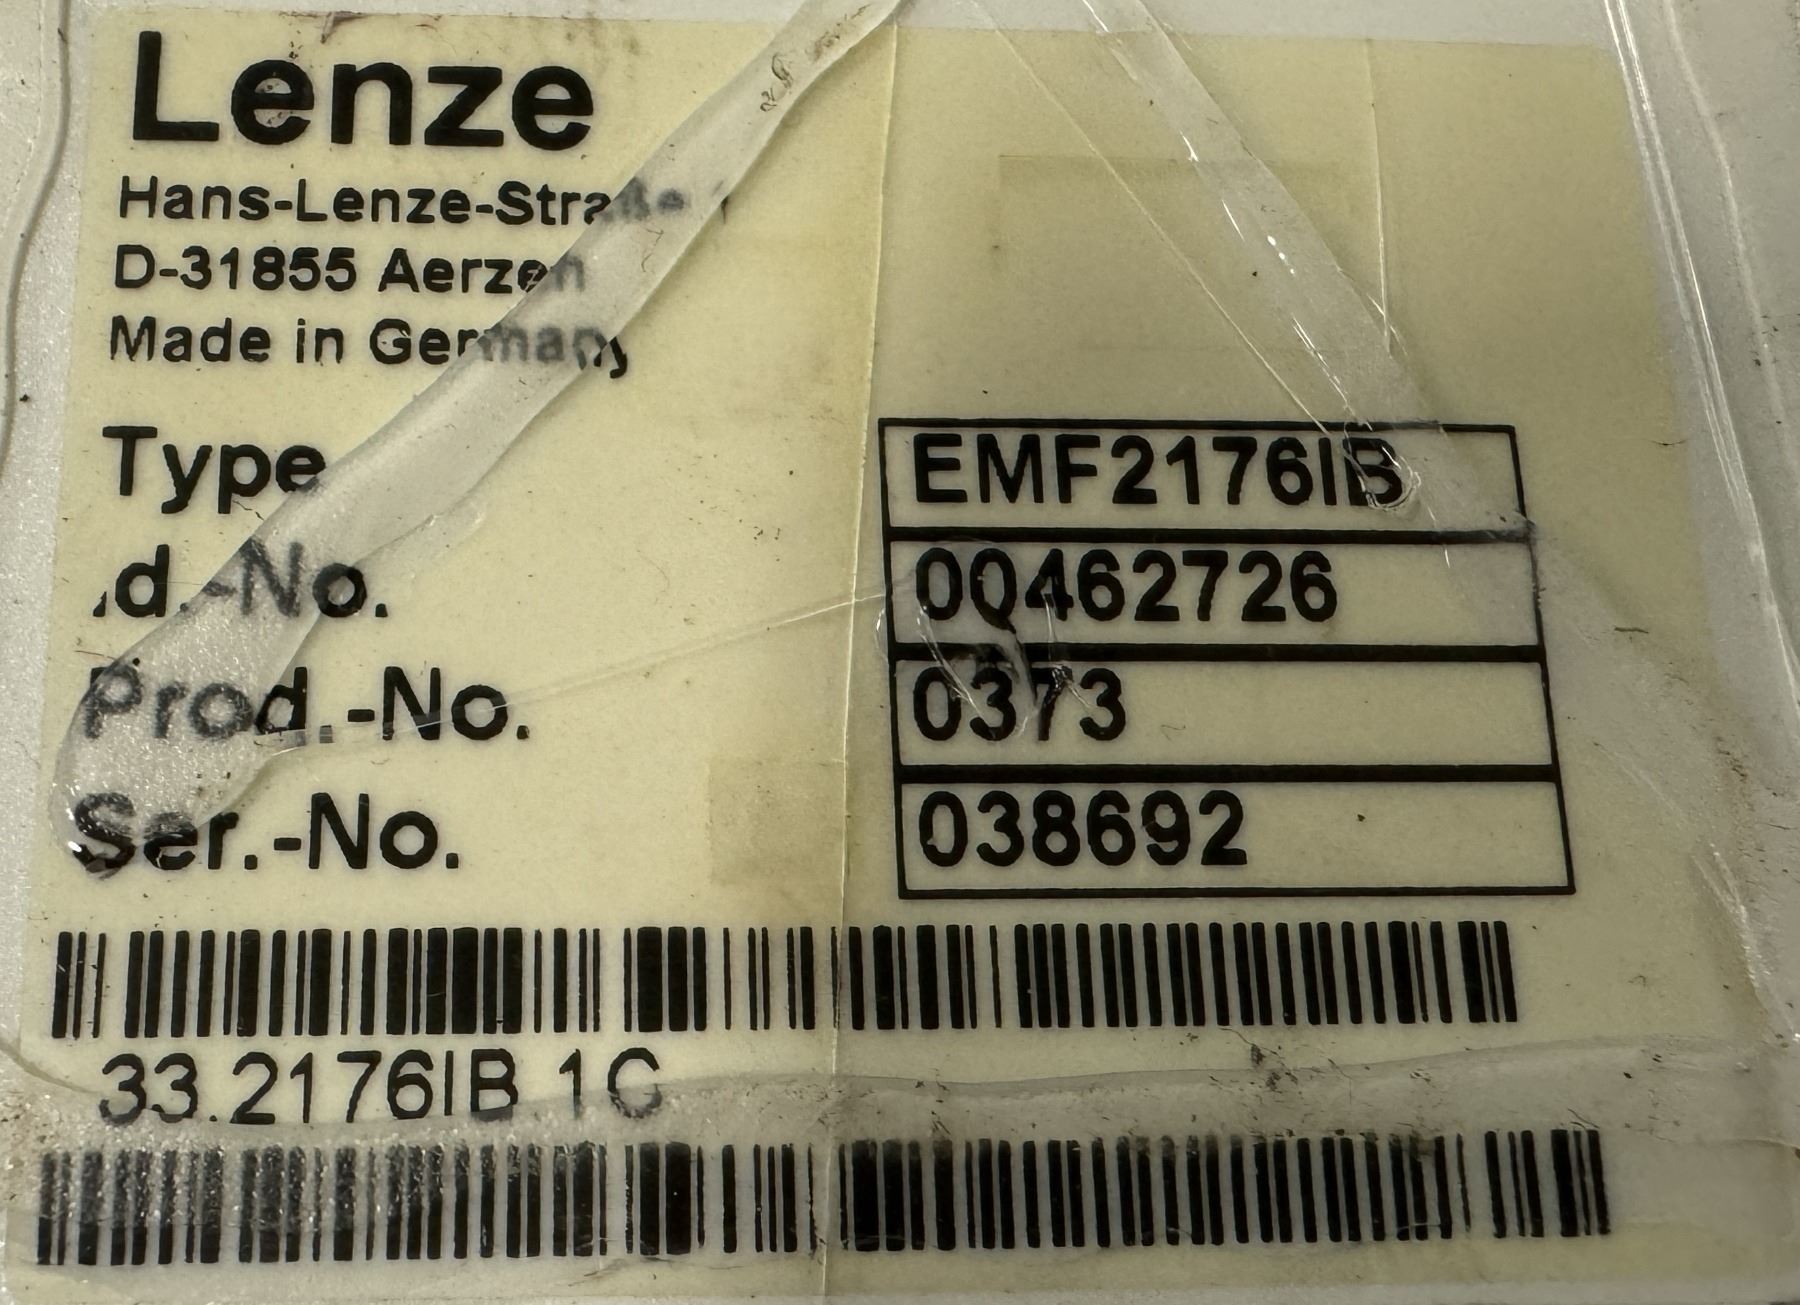 Lenze
Hans-Lenze-Straße 1
D-31855 Aerzen
Made in Germany
Type EMF2176IB
Id.-No. 00462726
Prod.-No. 0373
Ser.-No. 038692
33.2176IB.1C